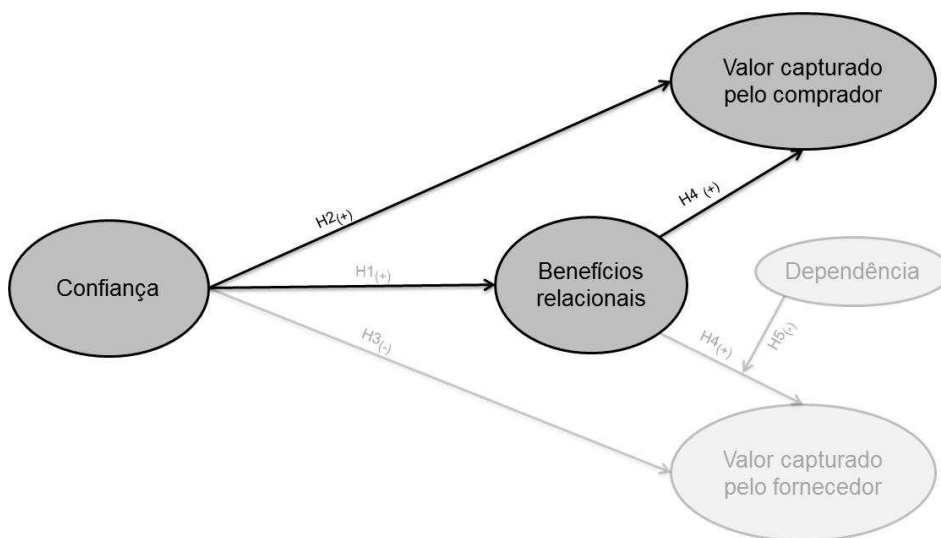 Valor capturado
pelo comprador
H2(+)
H4 (+)
Confiança
H1(+)
Benefícios
relacionais
Dependência
H3(-)
H4(+)
H5(-)
Valor capturado
pelo fornecedor